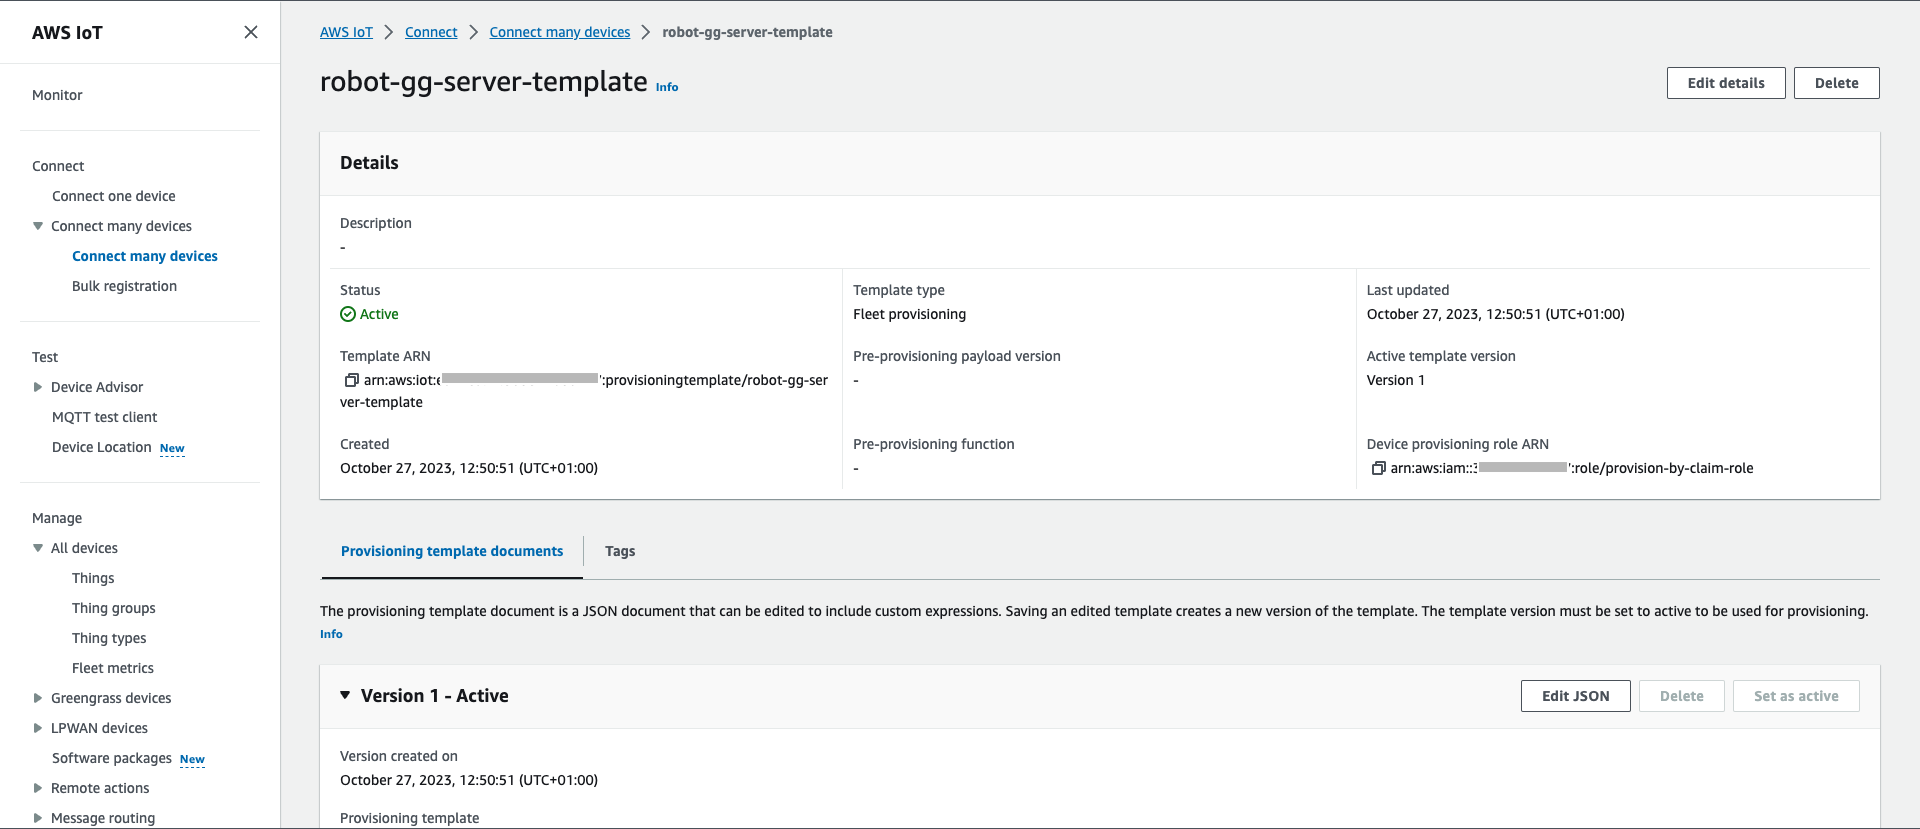 AWS IoT
Monitor
Connect
Connect one device
Connect many devices
Connect many devices
Bulk registration
Test
Device Advisor
MQTT test client
Device Location New
Manage
All devices
Things
Thing groups
Thing types
Fleet metrics
Greengrass devices
LPWAN devices
Software packages New
Remote actions
Message routing
AWS IoT Connect Connect many devices robot-gg-server-template
robot-gg-server-template Info
Edit details
Delete
Details
Description
-
Status
Active
Template ARN
arn:aws:iot: :provisioningtemplate/robot-gg-ser
ver-template
Created
October 27, 2023, 12:50:51 (UTC+01:00)
Template type
Fleet provisioning
Pre-provisioning payload version
-
Pre-provisioning function
-
Last updated
October 27, 2023, 12:50:51 (UTC+01:00)
Active template version
Version 1
Device provisioning role ARN
arn:aws:iam:: :role/provision-by-claim-role
Provisioning template documents
Tags
The provisioning template document is a JSON document that can be edited to include custom expressions. Saving an edited template creates a new version of the template. The template version must be set to active to be used for provisioning.
Info
Version 1 - Active
Edit JSON
Delete
Set as active
Version created on
October 27, 2023, 12:50:51 (UTC+01:00)
Provisioning template